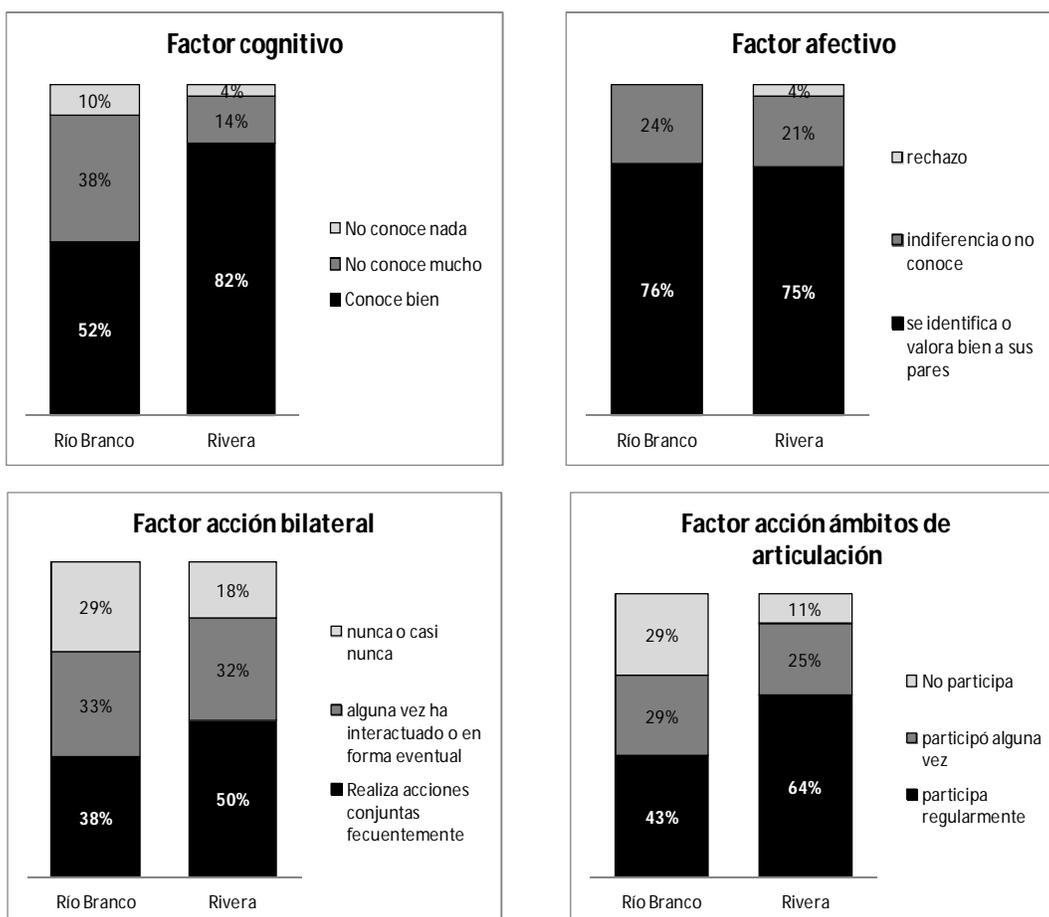 Factor cognitivo
10%
4%
38%
14%
52%
82%
No conoce nada
No conoce mucho
Conoce bien
Río Branco
Rivera
Factor afectivo
24%
4%
21%
76%
75%
rechazo
indiferencia o no
conoce
se identifica o
valora bien a sus
pares
Río Branco
Rivera
Factor acción bilateral
29%
18%
33%
32%
38%
50%
nunca o casi
nunca
alguna vez ha
interactuado o en
forma eventual
Realiza acciones
conjuntas
fecuentemente
Río Branco
Rivera
Factor acción ámbitos de
articulación
29%
11%
29%
25%
43%
64%
No participa
participó alguna
vez
participa
regularmente
Río Branco
Rivera